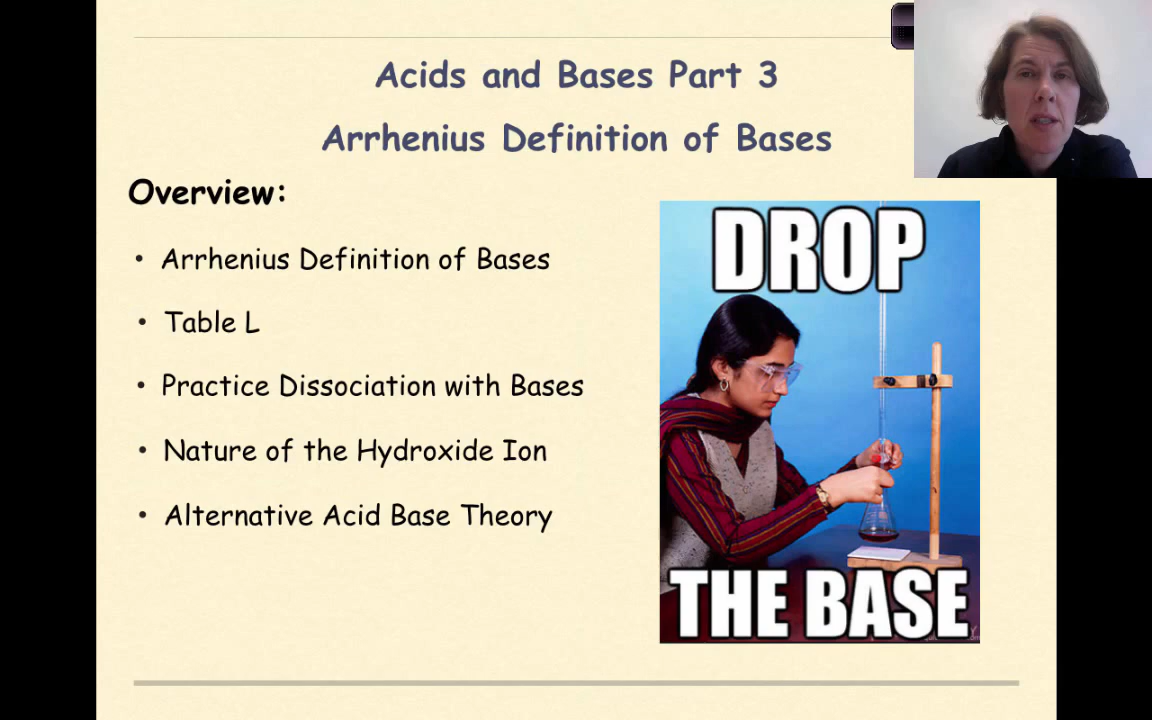 Acids and Bases Part 3
Arrhenius Definition of Bases
Overview:
• Arrhenius Definition of Bases
• Table L
• Practice Dissociation with Bases
• Nature of the Hydroxide Ion
• Alternative Acid Base Theory
DROP
THE BASE